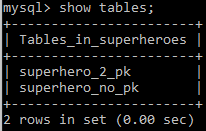 mysql> show tables;
+-----------------------+
| Tables_in_superheroes |
+-----------------------+
| superhero_2_pk |
| superhero_no_pk |
+-----------------------+
2 rows in set (0.00 sec)